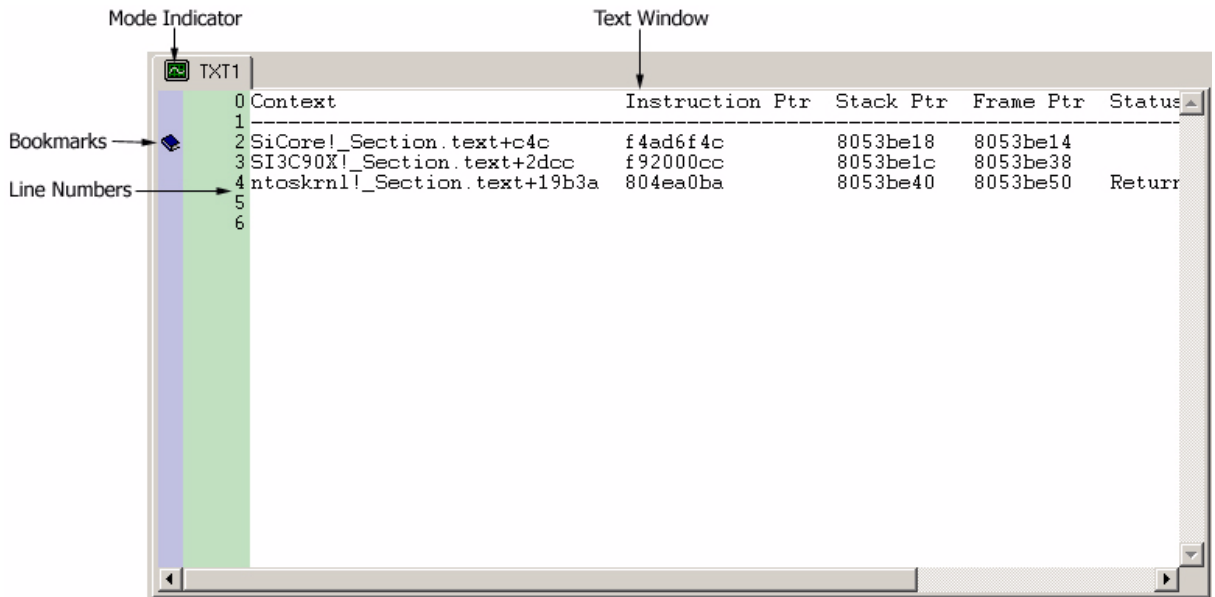 Mode Indicator
Text Window
TXT1
0 Context Instruction Ptr Stack Ptr Frame Ptr Status
1 --------------------------------------------------------------------------------
Bookmarks
2 SiCore!_Section.text+c4c f4ad6f4c 8053be18 8053be14
3 SI3C90X!_Section.text+2dcc f92000cc 8053be1c 8053be38
Line Numbers
4 ntoskrnl!_Section.text+19b3a 804ea0ba 8053be40 8053be50 Return
5
6